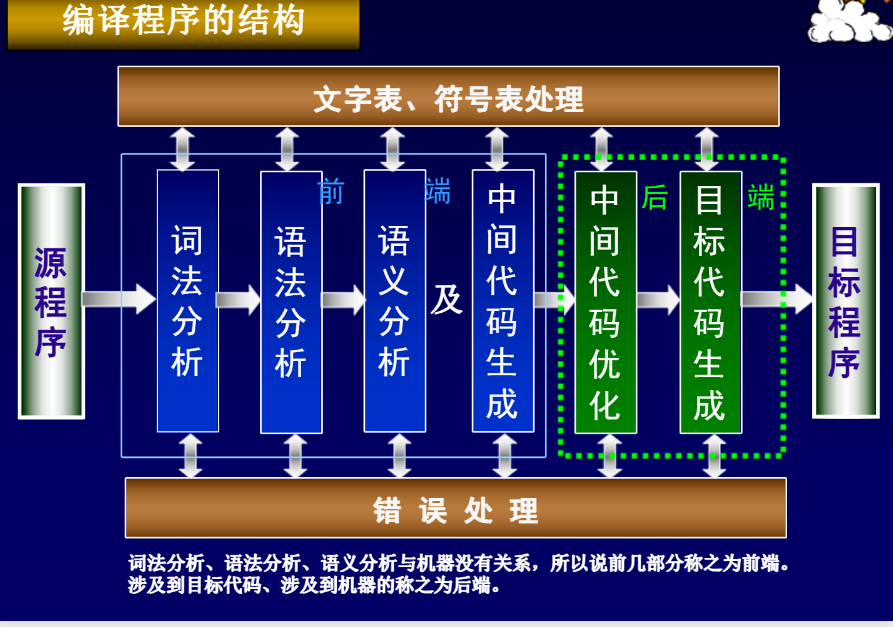 编译程序的结构
文字表、符号表处理
前端
后端
源程序
词法分析
语法分析
语义分析
及
中间代码生成
中间代码优化
目标代码生成
目标程序
错误处理
词法分析、语法分析、语义分析与机器没有关系，所以说前几部分称之为前端。
涉及到目标代码、涉及到机器的称之为后端。